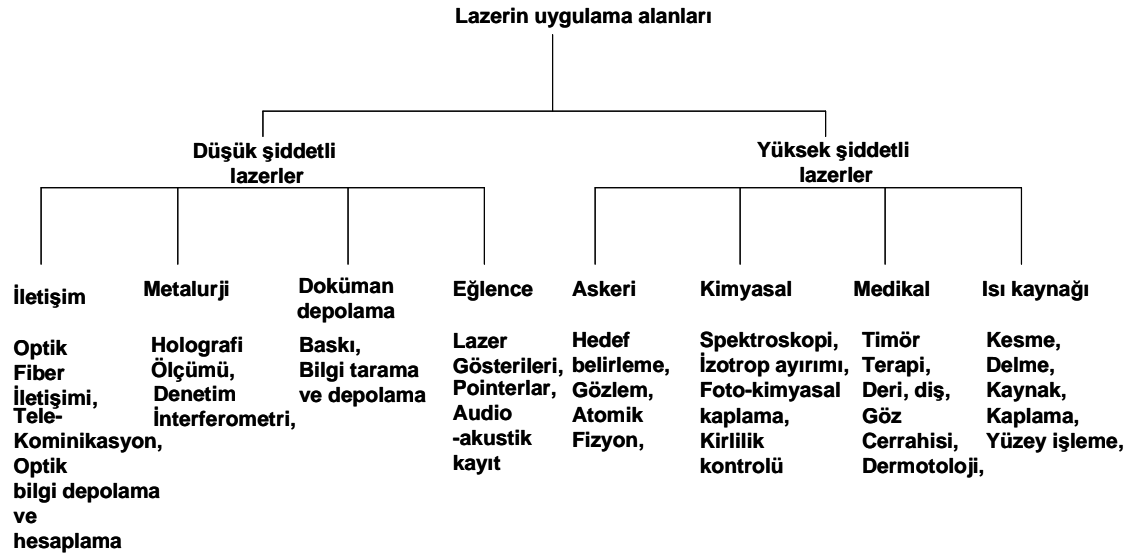 Lazerin uygulama alanları
Düşük şiddetli
lazerler
Yüksek şiddetli
lazerler
İletişim
Optik
Fiber
İletişimi,
Tele-
Kominikasyon,
Optik
bilgi depolama
ve
hesaplama
Metalurji
Holografi
Ölçümü,
Denetim
İnterferometri,
Doküman
depolama
Baskı,
Bilgi tarama
ve depolama
Eğlence
Lazer
Gösterileri,
Pointerlar,
Audio
-akustik
kayıt
Askeri
Hedef
belirleme,
Gözlem,
Atomik
Fizyon,
Kimyasal
Spektroskopi,
İzotrop ayırımı,
Foto-kimyasal
kaplama,
Kirlilik
kontrolü
Medikal
Timör
Terapi,
Deri, diş,
Göz
Cerrahisi,
Dermotoloji,
Isı kaynağı
Kesme,
Delme,
Kaynak,
Kaplama,
Yüzey işleme,